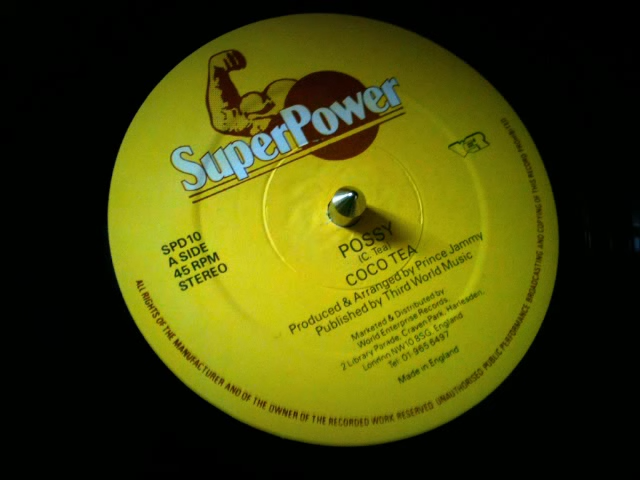 SuperPower
SPD10
A SIDE
45 RPM
STEREO
POSSY
(C. Tea)
COCO TEA
Produced & Arranged by Prince Jammy
Published by Third World Music
Marketed & Distributed by
World Enterprise Records,
2 Library Parade, Craven Park, Harlesden,
London NW10 8SG, England
Tel: 01-965-6497
Made in England
ALL RIGHTS OF THE MANUFACTURER AND OF THE OWNER OF THE RECORDED WORK RESERVED UNAUTHORISED PUBLIC PERFORMANCE BROADCASTING AND COPYING OF THIS RECORD PROHIBITED